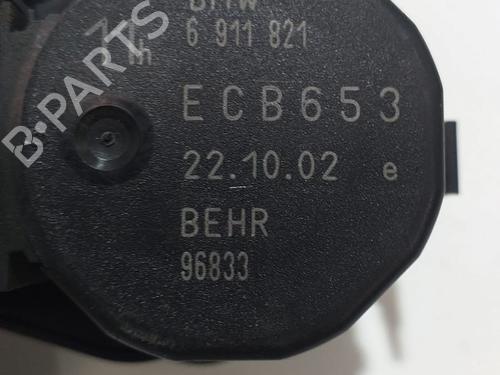 BMW
6 911 821
ECB653
22.10.02 e
BEHR
96833
B-PARTS